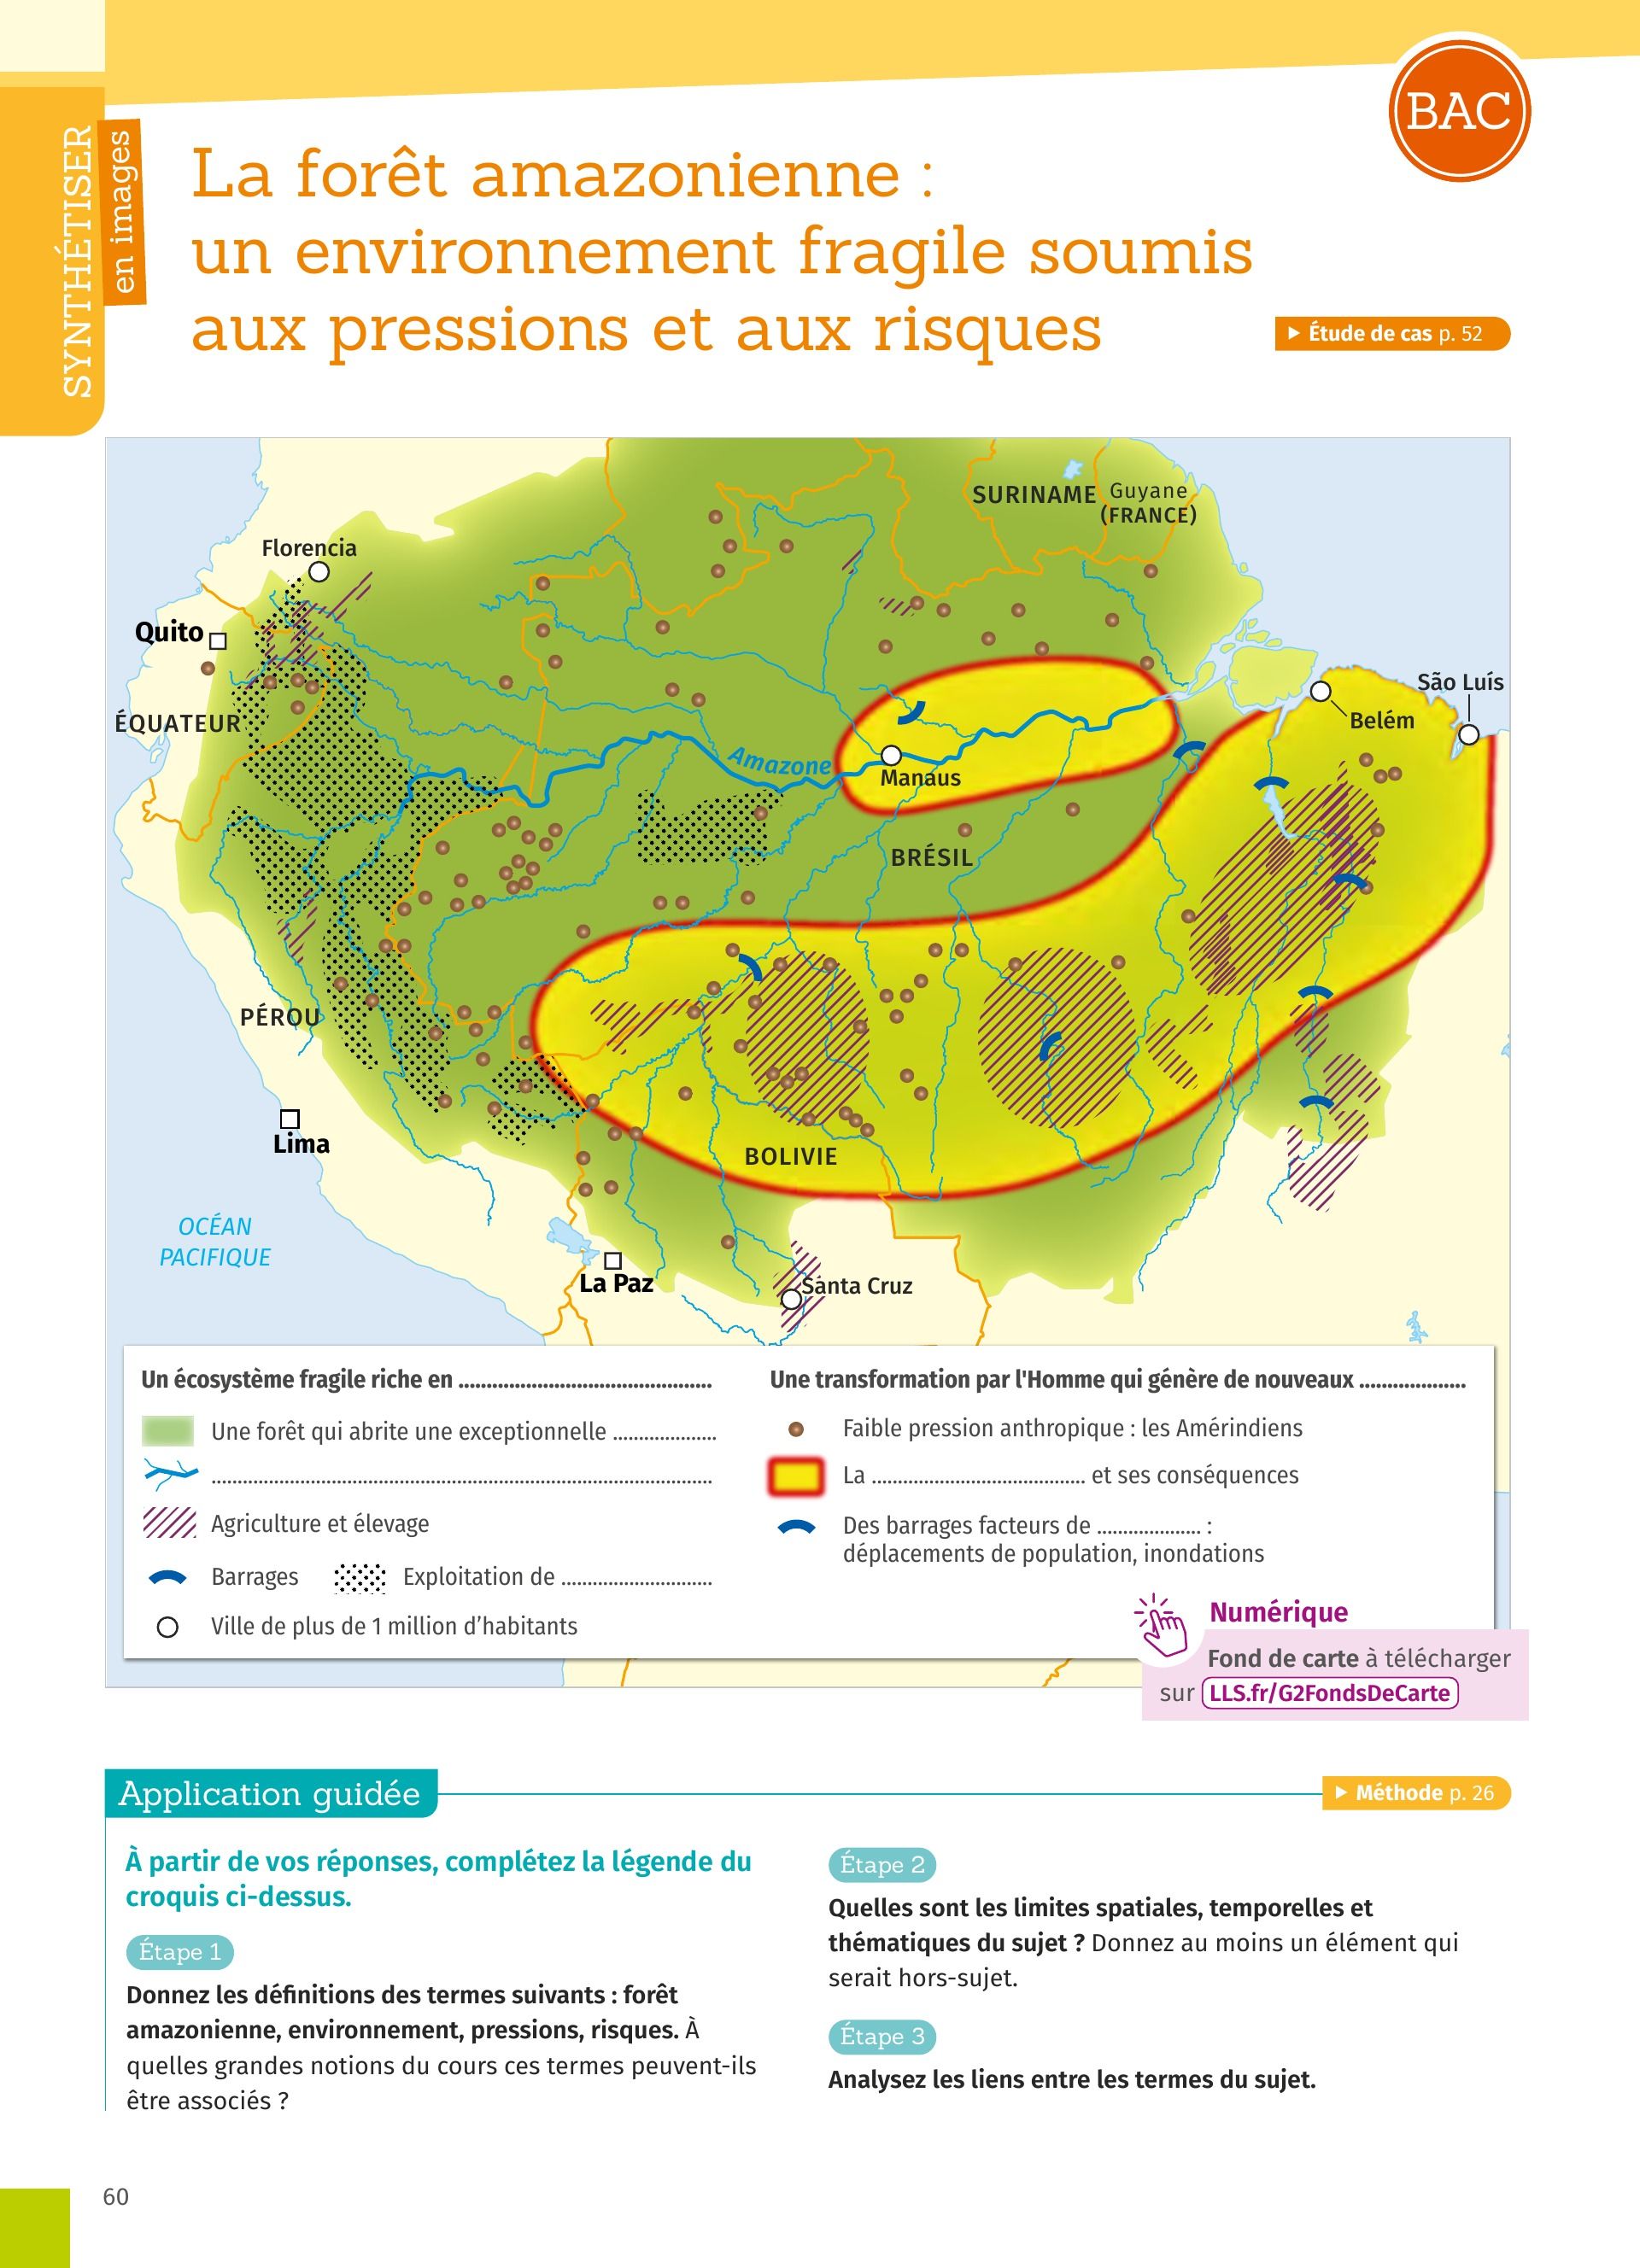 SYNTHÉTISER
en images
BAC
La forêt amazonienne :
un environnement fragile soumis
aux pressions et aux risques
Étude de cas p. 52
SURINAME
Guyane
(FRANCE)
Florencia
Quito
ÉQUATEUR
São Luís
Belém
Amazone
Manaus
BRÉSIL
PÉROU
Lima
BOLIVIE
OCÉAN
PACIFIQUE
La Paz
Santa Cruz
Un écosystème fragile riche en ..........................................
Une forêt qui abrite une exceptionnelle ....................
....................................................................................
Agriculture et élevage
Barrages
Exploitation de .............................
Ville de plus de 1 million d’habitants
Une transformation par l'Homme qui génère de nouveaux ...................
Faible pression anthropique : les Amérindiens
La ......................................... et ses conséquences
Des barrages facteurs de .................... :
déplacements de population, inondations
Numérique
Fond de carte à télécharger
sur LLS.fr/G2FondsDeCarte
Application guidée
Méthode p. 26
À partir de vos réponses, complétez la légende du
croquis ci-dessus.
Étape 1
Donnez les définitions des termes suivants : forêt
amazonienne, environnement, pressions, risques. À
quelles grandes notions du cours ces termes peuvent-ils
être associés ?
Étape 2
Quelles sont les limites spatiales, temporelles et
thématiques du sujet ? Donnez au moins un élément qui
serait hors-sujet.
Étape 3
Analysez les liens entre les termes du sujet.
60